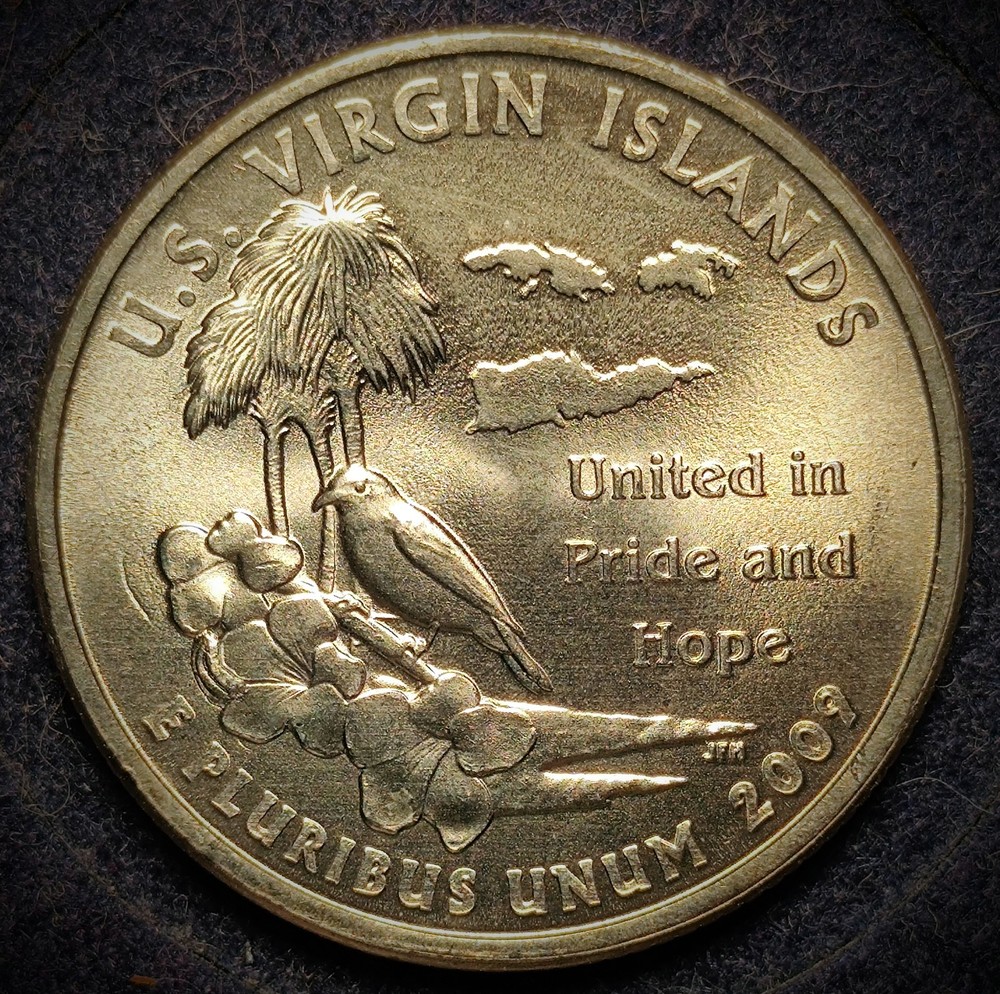 U.S. VIRGIN ISLANDS
United in
Pride and
Hope
JFM
E PLURIBUS UNUM 2009